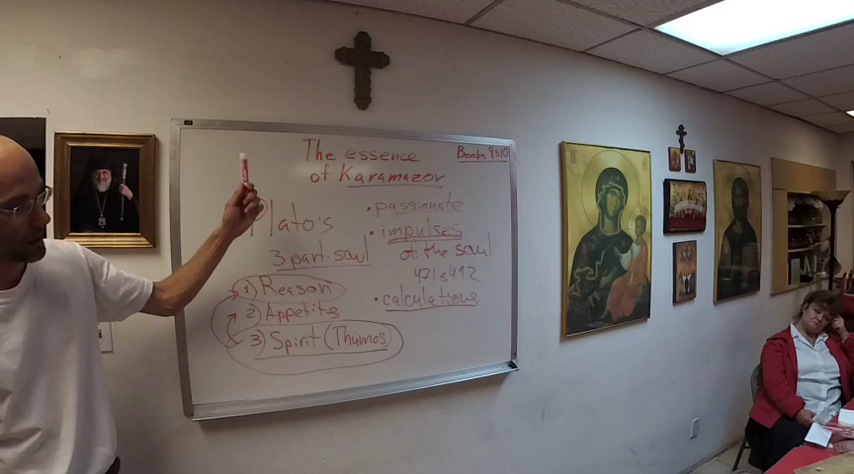 The essence
of Karamazov
Books 9&10
Plato's
3 part. soul
1) Reason
2) Appetites
3) Spirit (Thumos)
• passionate
• impulses
of the soul
471 & 492
• calculations